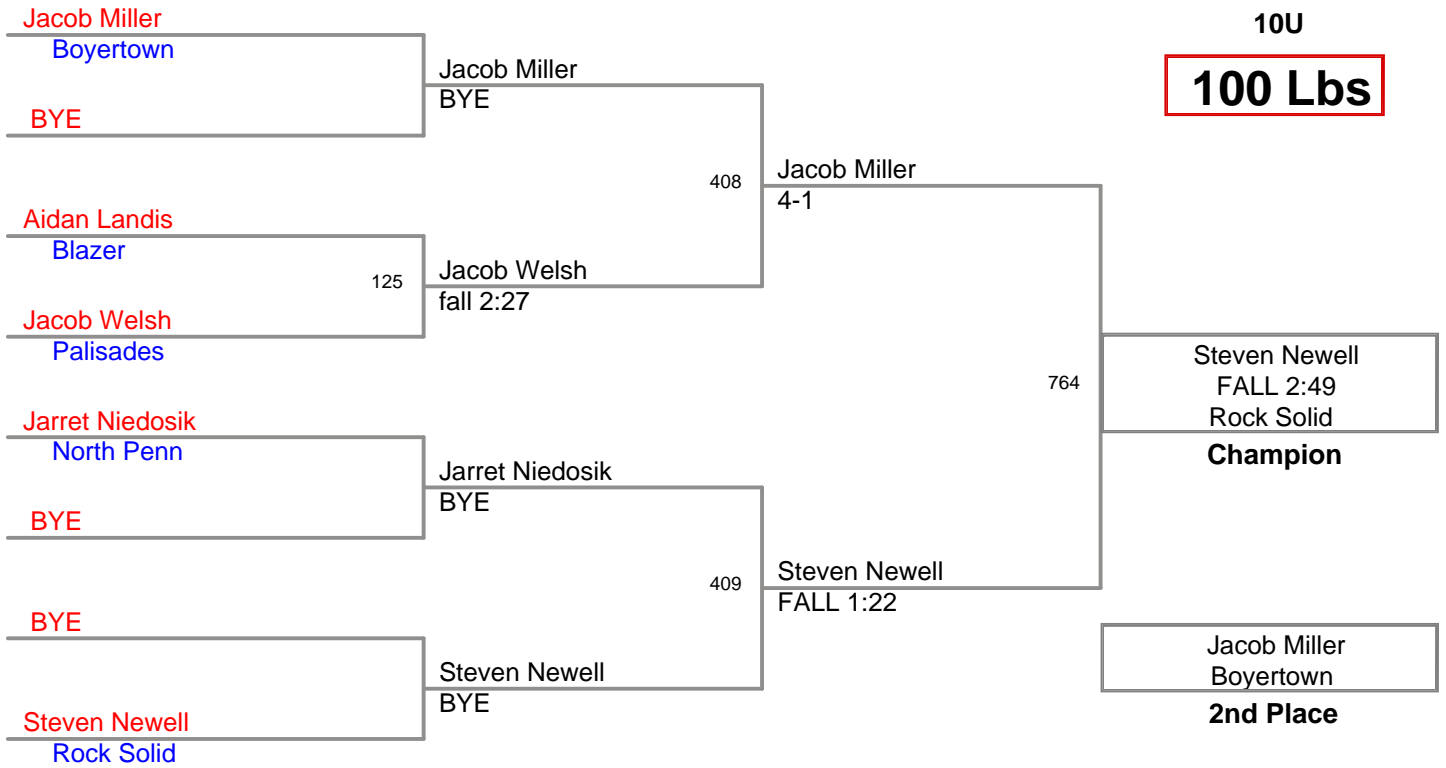 10U
100 Lbs
Jacob Miller
Boyertown
BYE
Aidan Landis
Blazer
125
Jacob Welsh
Palisades
Jarret Niedosik
North Penn
BYE
BYE
Steven Newell
Rock Solid
Jacob Miller
BYE
408
Jacob Welsh
fall 2:27
Jarret Niedosik
BYE
409
Steven Newell
BYE
Jacob Miller
4-1
764
Steven Newell
FALL 1:22
Steven Newell
FALL 2:49
Rock Solid
Champion
Jacob Miller
Boyertown
2nd Place